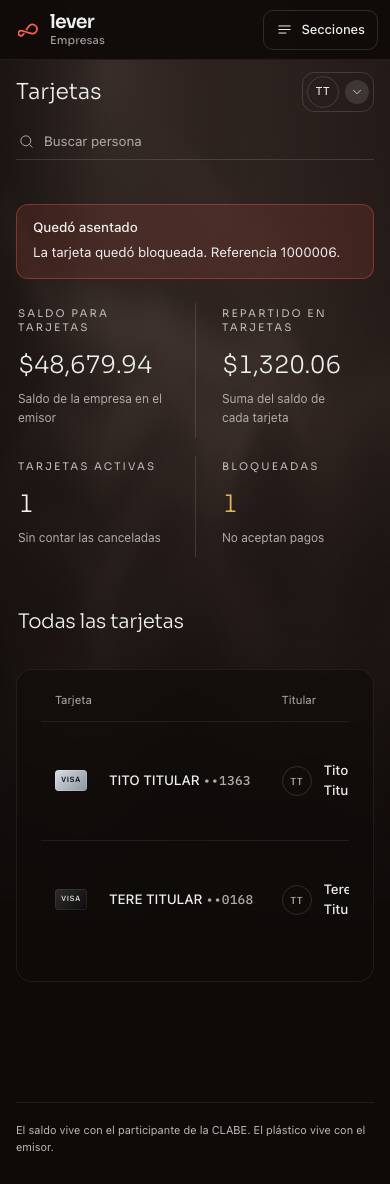 lever
Empresas
Secciones
Tarjetas
TT
Buscar persona
Quedó asentado
La tarjeta quedó bloqueada. Referencia 1000006.
SALDO PARA
TARJETAS
$48,679.94
Saldo de la empresa en el
emisor
REPARTIDO EN
TARJETAS
$1,320.06
Suma del saldo de
cada tarjeta
TARJETAS ACTIVAS
1
Sin contar las canceladas
BLOQUEADAS
1
No aceptan pagos
Todas las tarjetas
Tarjeta Titular
VISA TITO TITULAR ••1363 TT Tito
Titu
VISA TERE TITULAR ••0168 TT Tere
Titu
El saldo vive con el participante de la CLABE. El plástico vive con el
emisor.